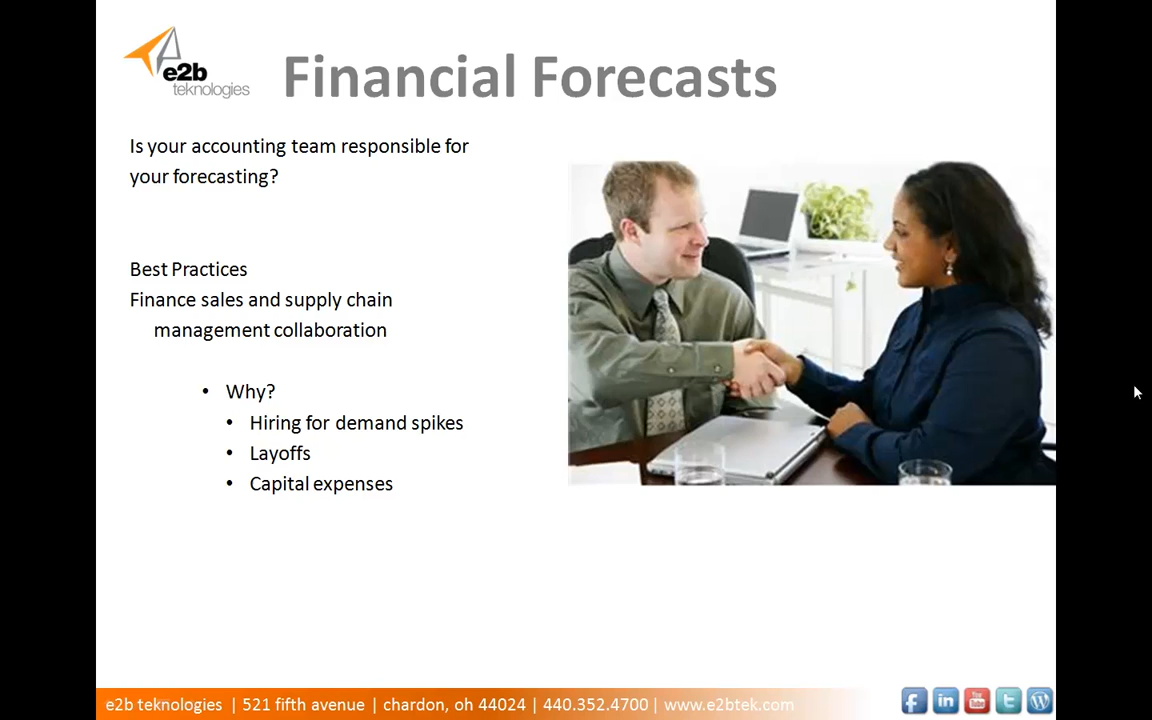 e2b
teknologies
Financial Forecasts
Is your accounting team responsible for
your forecasting?
Best Practices
Finance sales and supply chain
management collaboration
• Why?
• Hiring for demand spikes
• Layoffs
• Capital expenses
e2b teknologies | 521 fifth avenue | chardon, oh 44024 | 440.352.4700 | www.e2btek.com